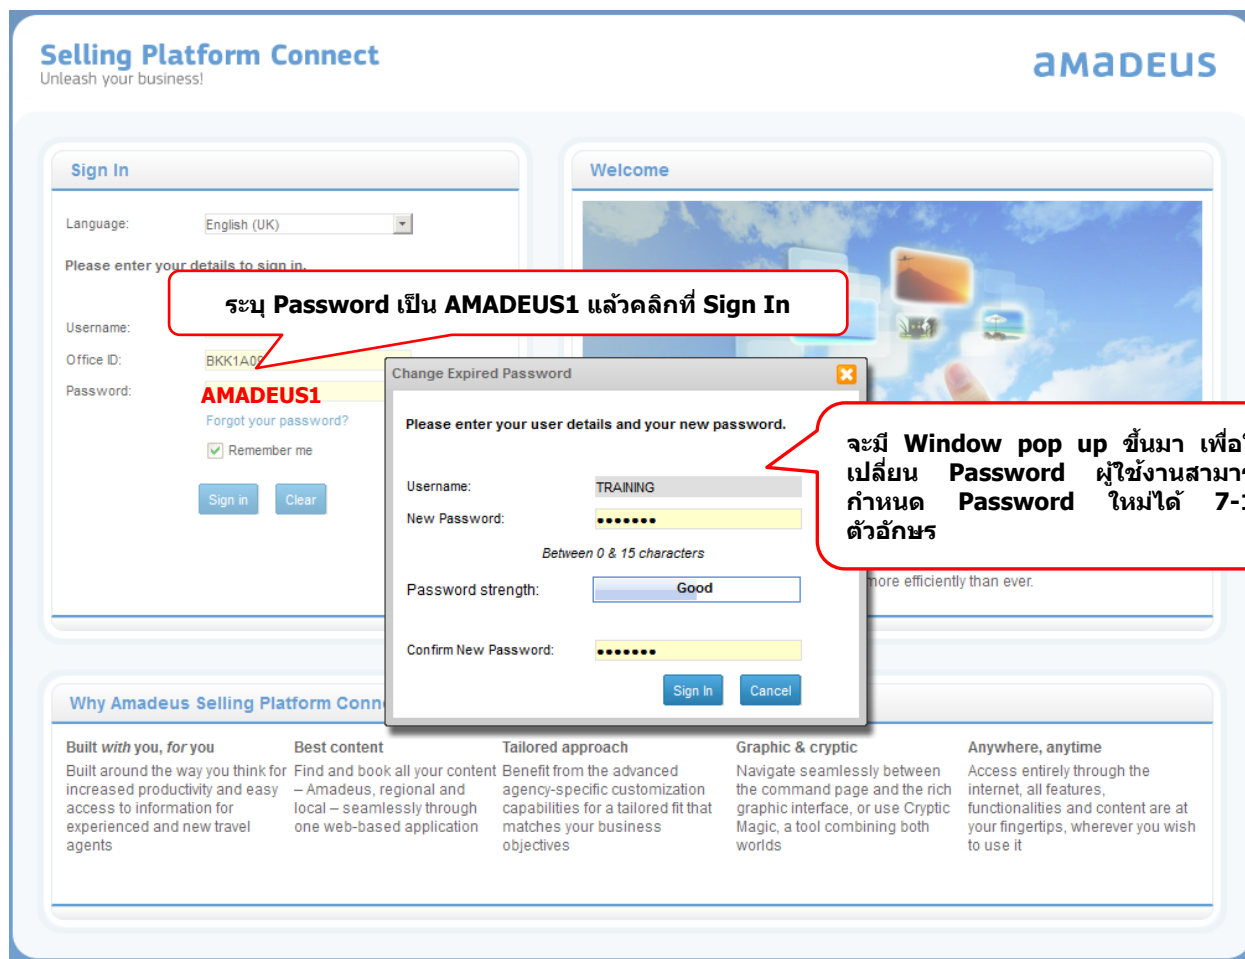 Selling Platform Connect
Unleash your business!
aMaDEUS
Sign In
Language:
English (UK)
Please enter your details to sign in.
ระบุ Password เป็น AMADEUS1 แล้วคลิกที่ Sign In
Username:
Office ID:
BKK1A09
Password:
AMADEUS1
Forgot your password?
Remember me
Sign in
Clear
Welcome
Change Expired Password
Please enter your user details and your new password.
Username:
TRAINING
New Password:
•••••••
Between 0 & 15 characters
Password strength:
Good
Confirm New Password:
•••••••
Sign In
Cancel
จะมี Window pop up ขึ้นมา
เปลี่ยน Password
กำหนด Password ใหม่ได้
ตัวอักษร
more efficiently than ever.
Why Amadeus Selling Platform
Built with you, for you
Built around the way you think for
increased productivity and easy
access to information for
experienced and new travel
agents
Best content
Find and book all your content
– Amadeus, regional and
local – seamlessly through
one web-based application
Tailored approach
Benefit from the advanced
agency-specific customization
capabilities for a tailored fit that
matches your business
objectives
Graphic & cryptic
Navigate seamlessly between
the command page and the rich
graphic interface, or use Cryptic
Magic, a tool combining both
worlds
Anywhere, anytime
Access entirely through the
internet, all features,
functionalities and content are at
your fingertips, wherever you wish
to use it